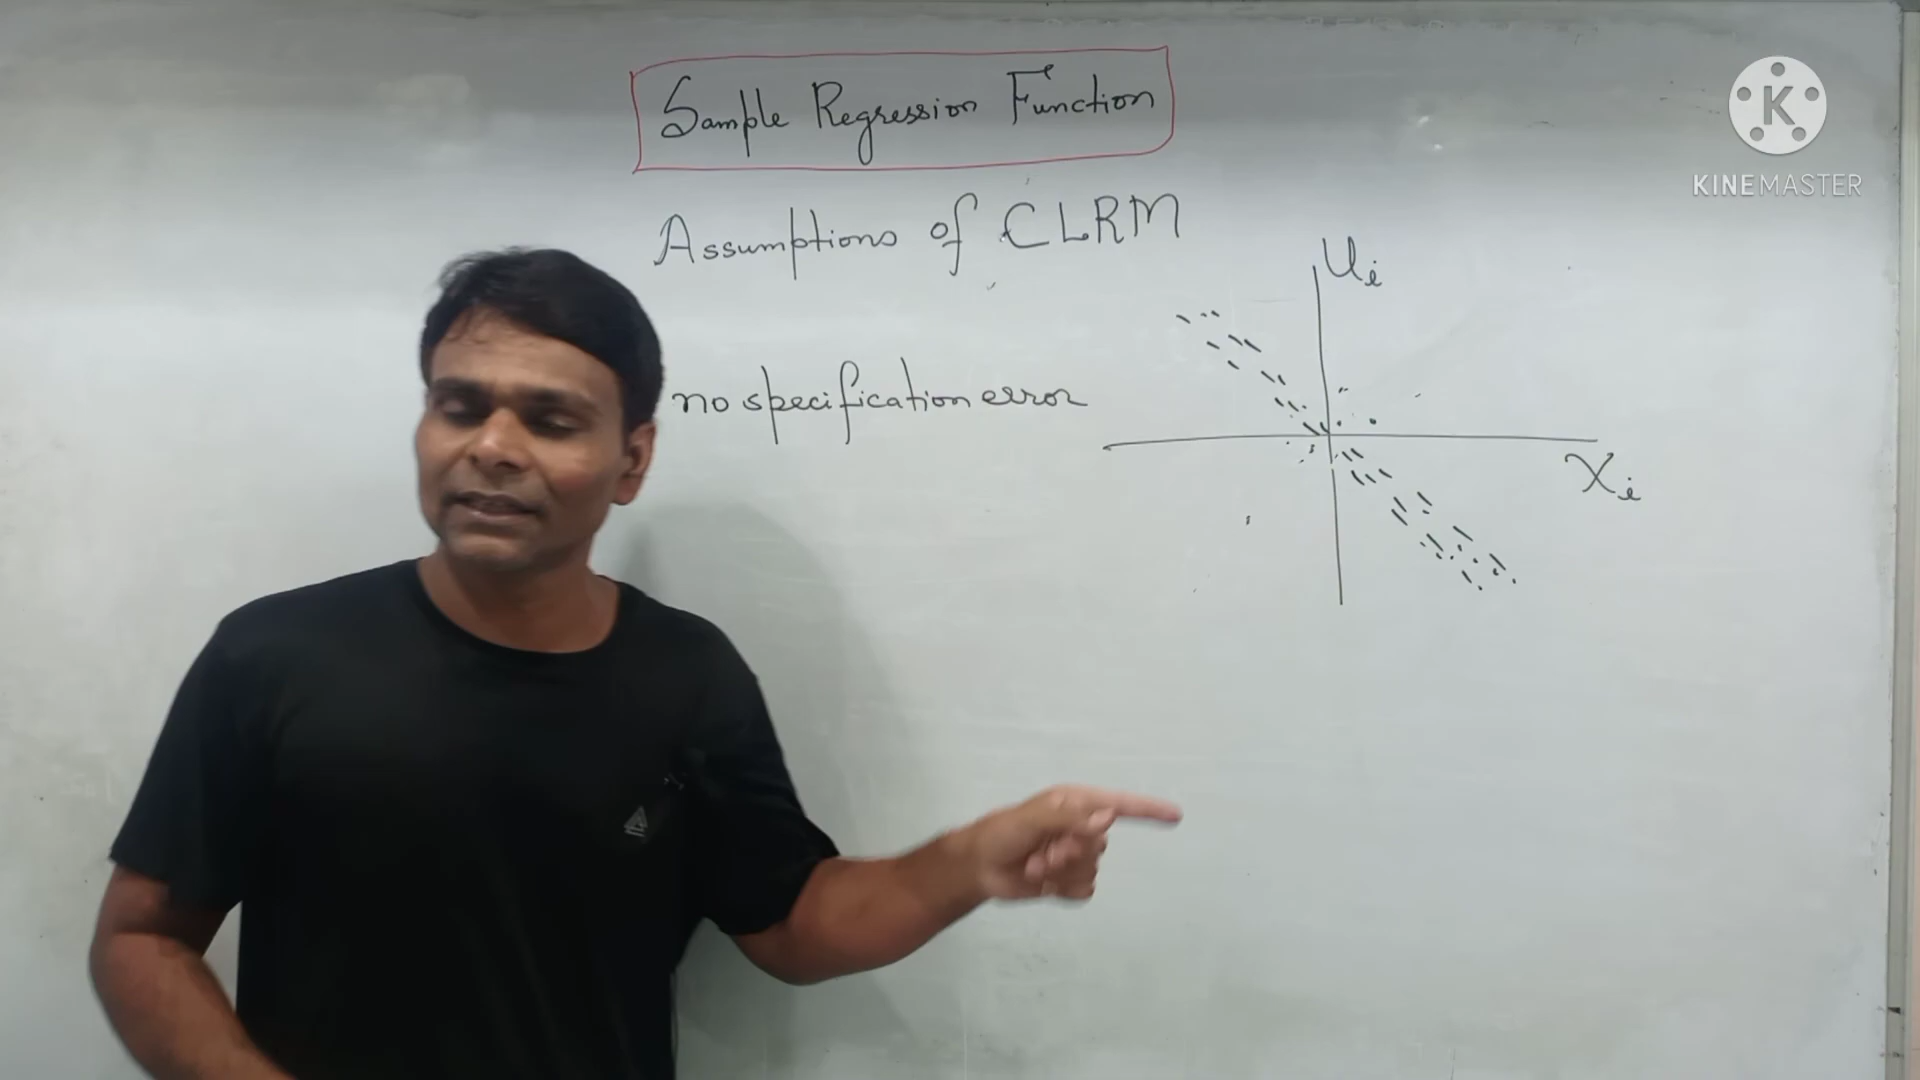 Sample Regression Function
Assumptions of CLRM
no specification error
Ui
Xi
K
KINEMASTER